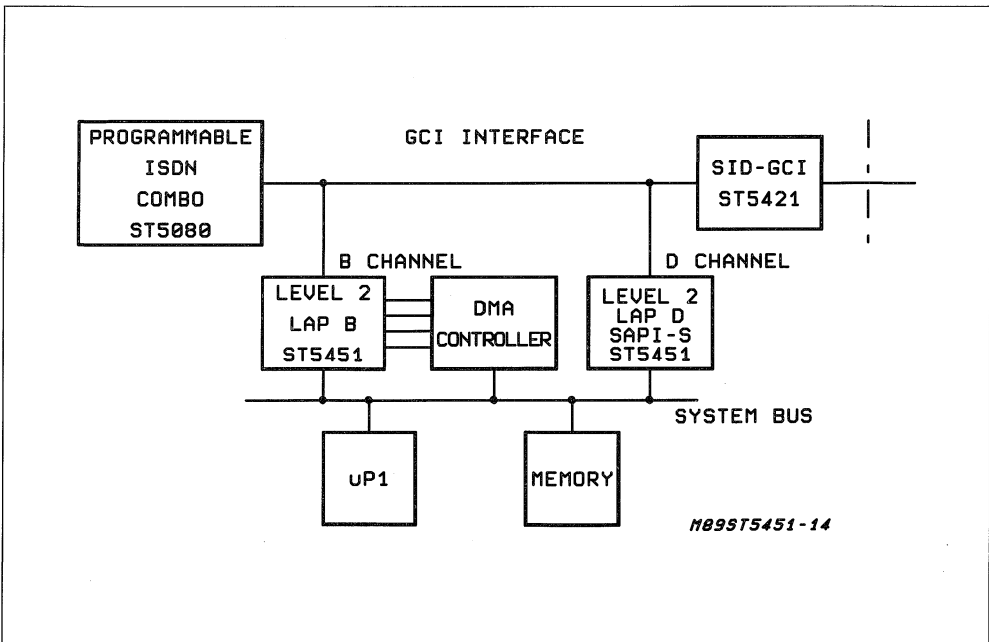 PROGRAMMABLE
ISDN
COMBO
ST5080
GCI INTERFACE
SID-GCI
ST5421
B CHANNEL
D CHANNEL
LEVEL 2
LAP B
ST5451
DMA
CONTROLLER
LEVEL 2
LAP D
SAPI-S
ST5451
SYSTEM BUS
uP1
MEMORY
M89ST5451-14